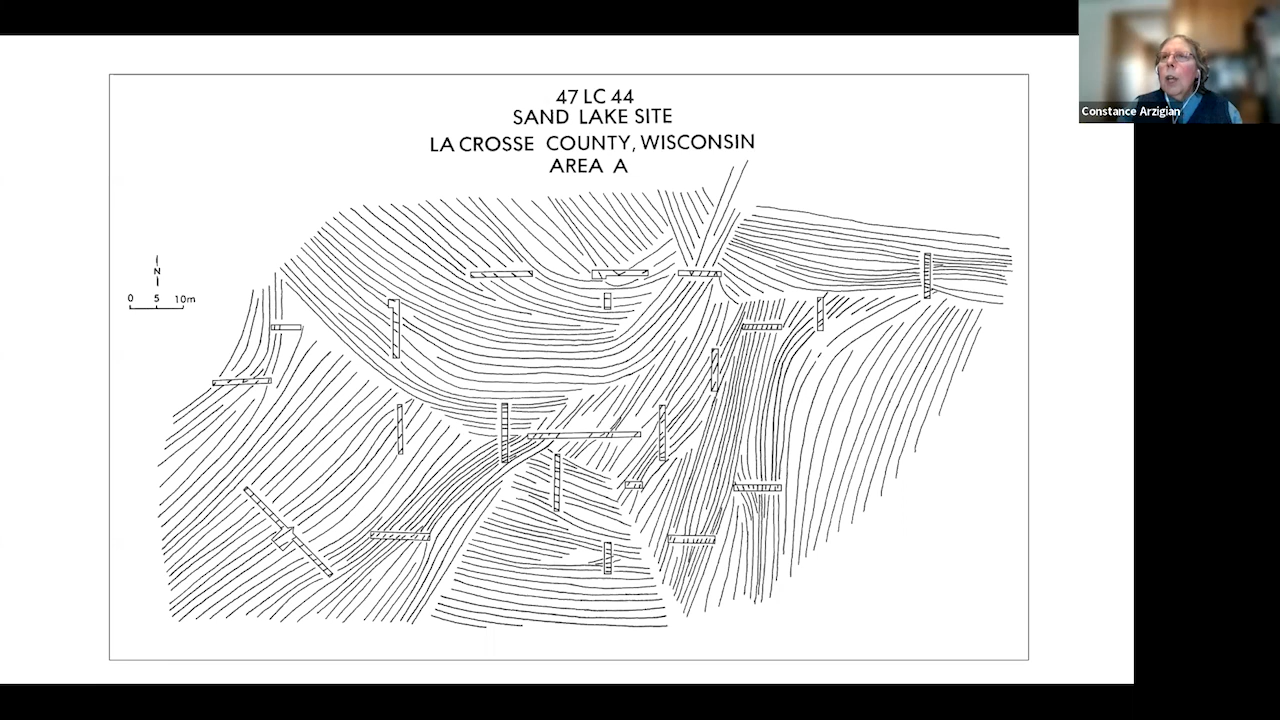 47 LC 44
SAND LAKE SITE
LA CROSSE COUNTY, WISCONSIN
AREA A
N
0 5 10m
Constance Arzigian